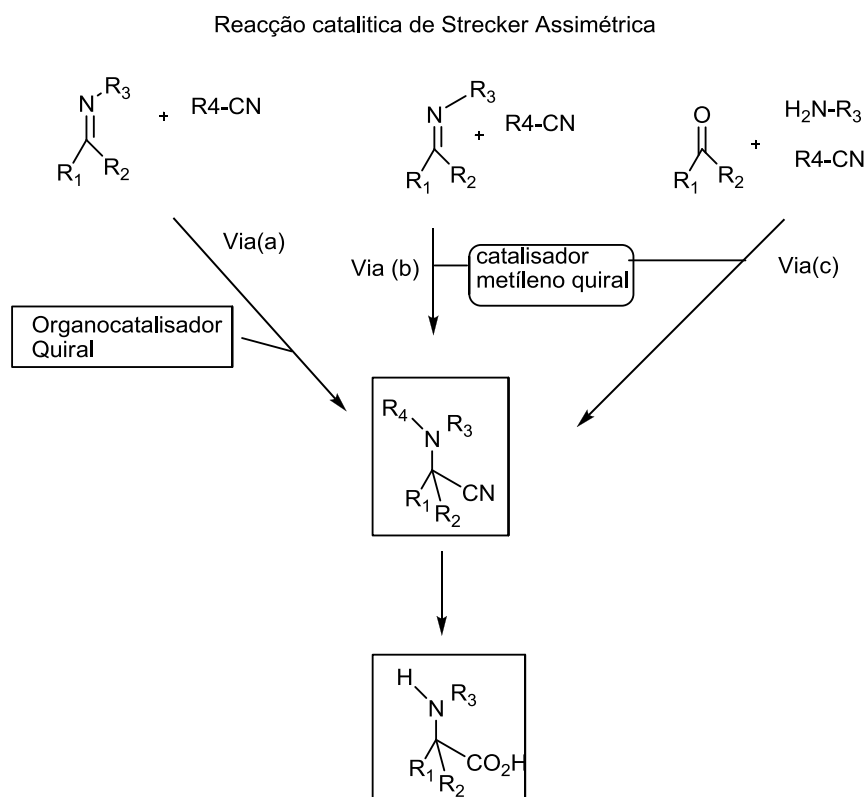 Reacção catalitica de Strecker Assimétrica
N R3
R1 R2
+ R4-CN
N R3
R1 R2
+ R4-CN
O
R1 R2
+
H2N-R3
R4-CN
Via(a)
Via (b)
catalisador
metíleno quiral
Via(c)
Organocatalisador
Quiral
R4 R3
N
R1 CN
R2
H R3
N
R1 CO2H
R2